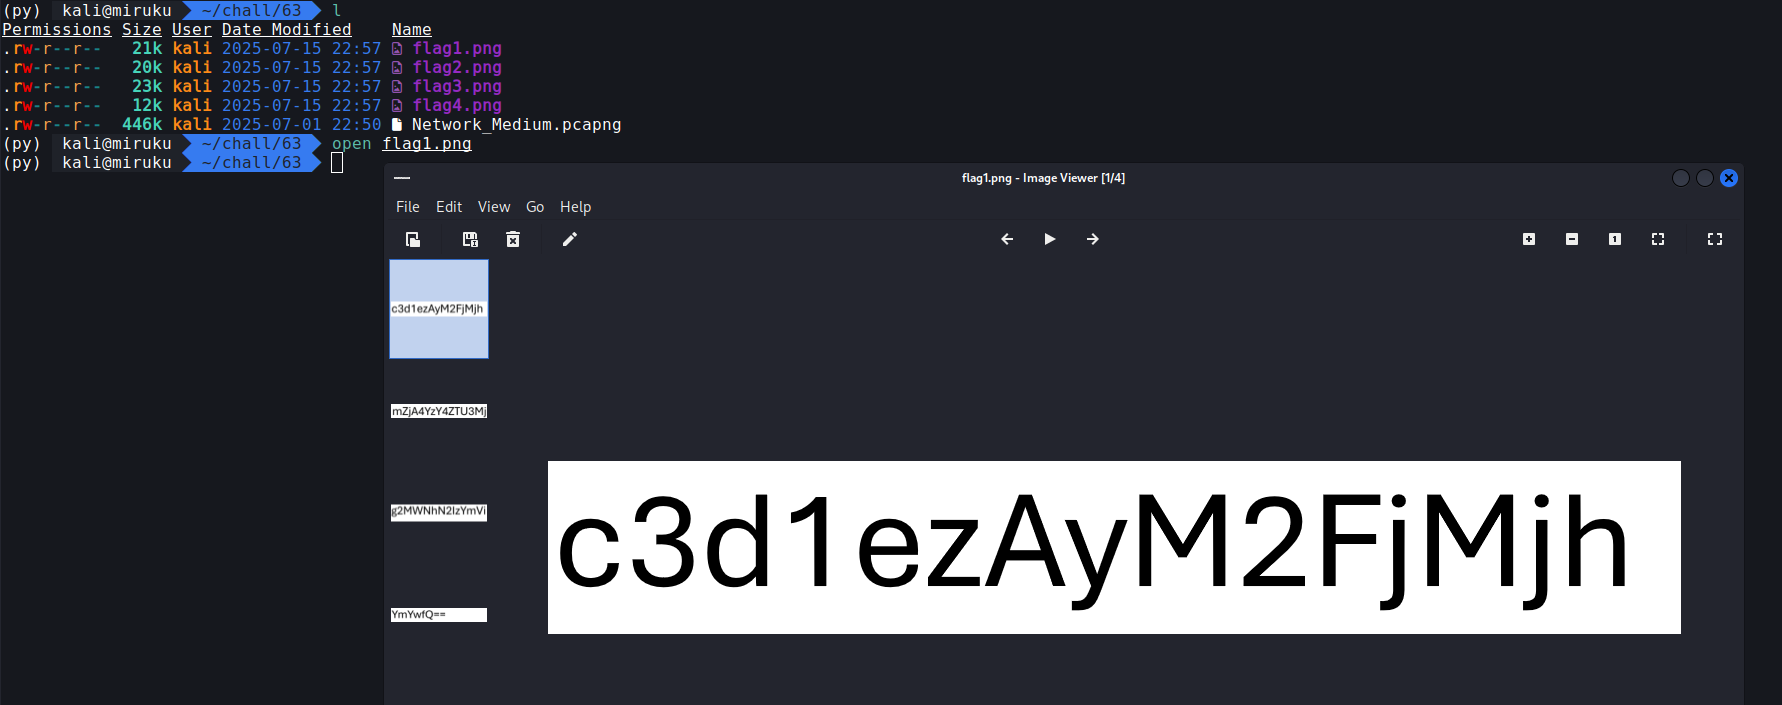 (py) kali@miruku ~/chall/63 l
Permissions Size User Date Modified Name
.rw-r--r-- 21k kali 2025-07-15 22:57 flag1.png
.rw-r--r-- 20k kali 2025-07-15 22:57 flag2.png
.rw-r--r-- 23k kali 2025-07-15 22:57 flag3.png
.rw-r--r-- 12k kali 2025-07-15 22:57 flag4.png
.rw-r--r-- 446k kali 2025-07-01 22:50 Network_Medium.pcapng
(py) kali@miruku ~/chall/63 open flag1.png
(py) kali@miruku ~/chall/63
flag1.png - Image Viewer [1/4]
File Edit View Go Help
c3d1ezAyM2FjMjh
mZjA4YzY4ZTU3Mj
g2MWNhN2IzYmVi
YmYwfQ==
c3d1ezAyM2FjMjh